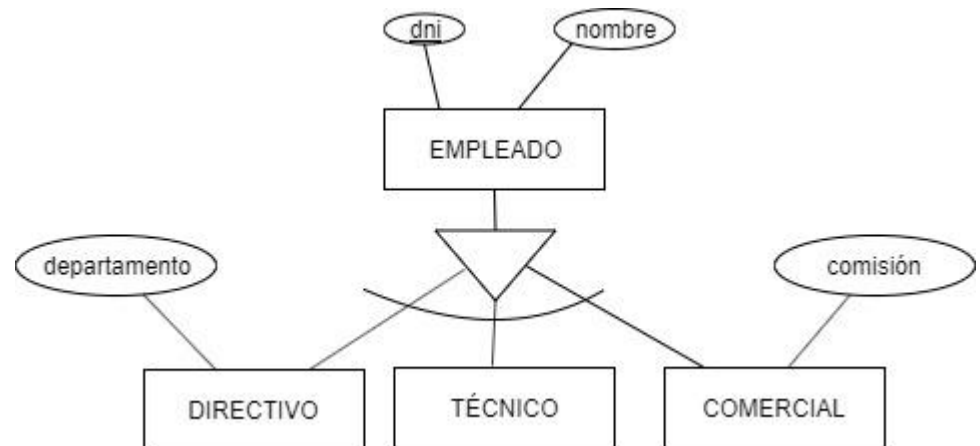 dni
nombre
EMPLEADO
departamento
comisión
DIRECTIVO
TÉCNICO
COMERCIAL